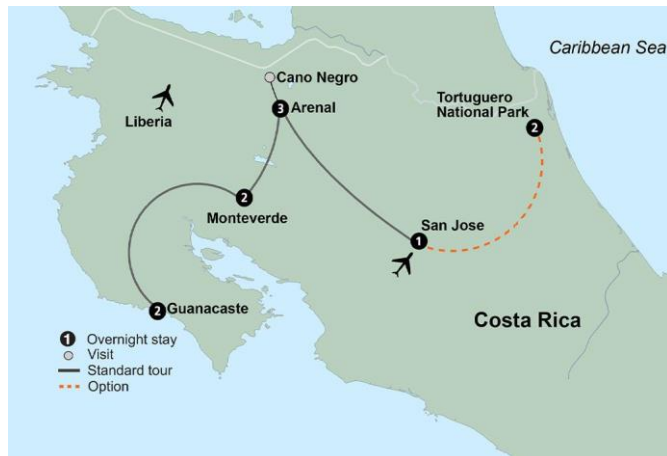 Caribbean Sea
Cano Negro
3
Arenal
Liberia
Tortuguero
National Park
2
2
Monteverde
San Jose
1
2
Guanacaste
Costa Rica
1 Overnight stay
Visit
Standard tour
Option